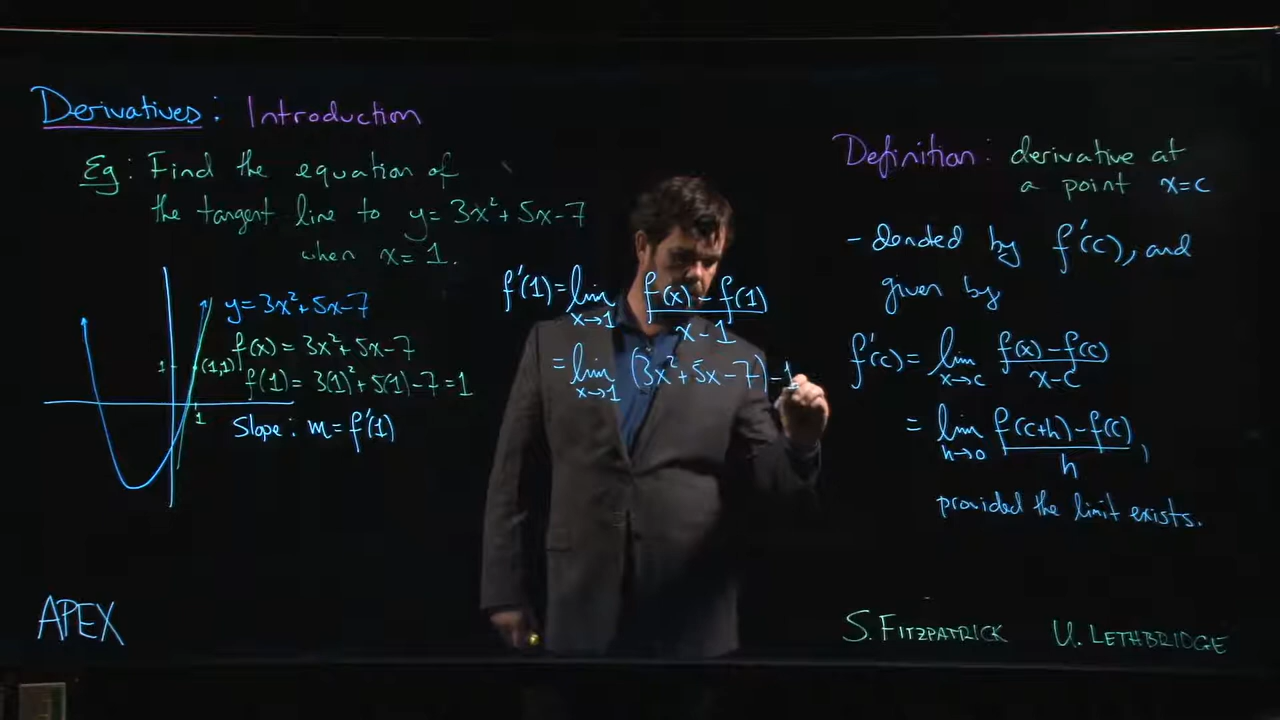 Derivatives: Introduction
Eg: Find the equation of
the tangent line to y = 3x² + 5x - 7
when x = 1.
y = 3x² + 5x - 7
f(x) = 3x² + 5x - 7
1 (1,1)
f(1) = 3(1)² + 5(1) - 7 = 1
1
Slope: m = f'(1)
f'(1) = lim x→1 f(x) - f(1) / x - 1
= lim x→1 (3x² + 5x - 7) - 1
Definition: derivative at
a point x=c
- denoted by f'(c), and
given by
f'(c) = lim x→c f(x) - f(c) / x - c
= lim h→0 f(c+h) - f(c) / h ,
provided the limit exists.
APEX
S. FITZPATRICK U. LETHBRIDGE